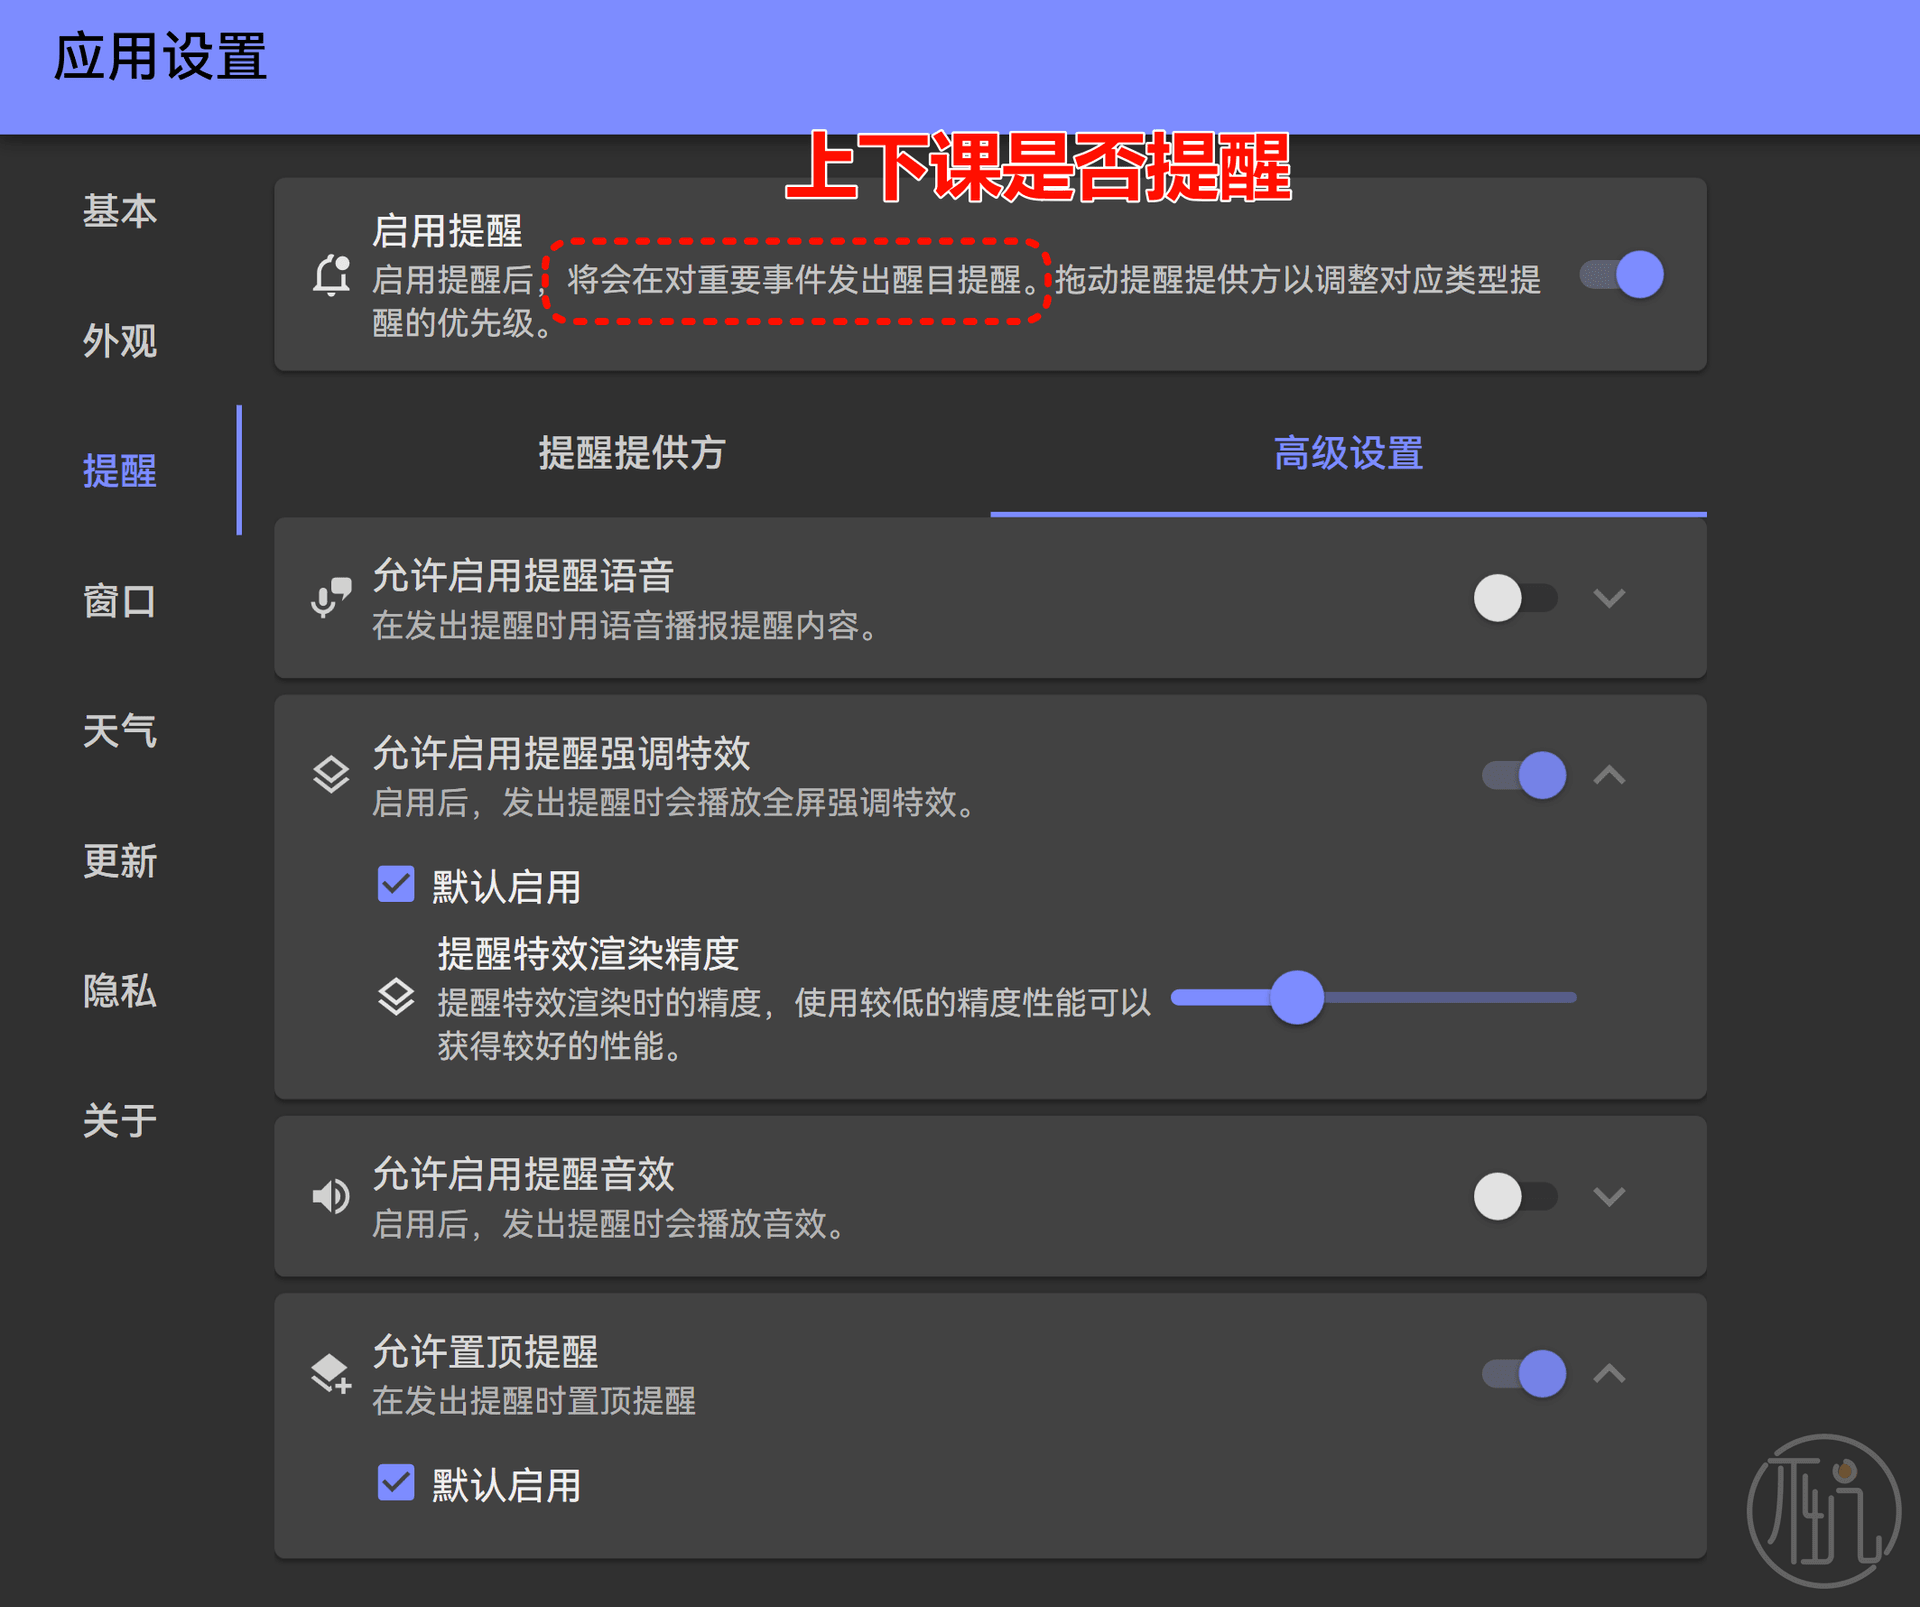 应用设置
上下课是否提醒
基本
外观
提醒
窗口
天气
更新
隐私
关于
启用提醒
启用提醒后，将会在对重要事件发出醒目提醒。拖动提醒提供方以调整对应类型提
醒的优先级。
提醒提供方
高级设置
允许启用提醒语音
在发出提醒时用语音播报提醒内容。
允许启用提醒强调特效
启用后，发出提醒时会播放全屏强调特效。
默认启用
提醒特效渲染精度
提醒特效渲染时的精度，使用较低的精度性能可以
获得较好的性能。
允许启用提醒音效
启用后，发出提醒时会播放音效。
允许置顶提醒
在发出提醒时置顶提醒
默认启用